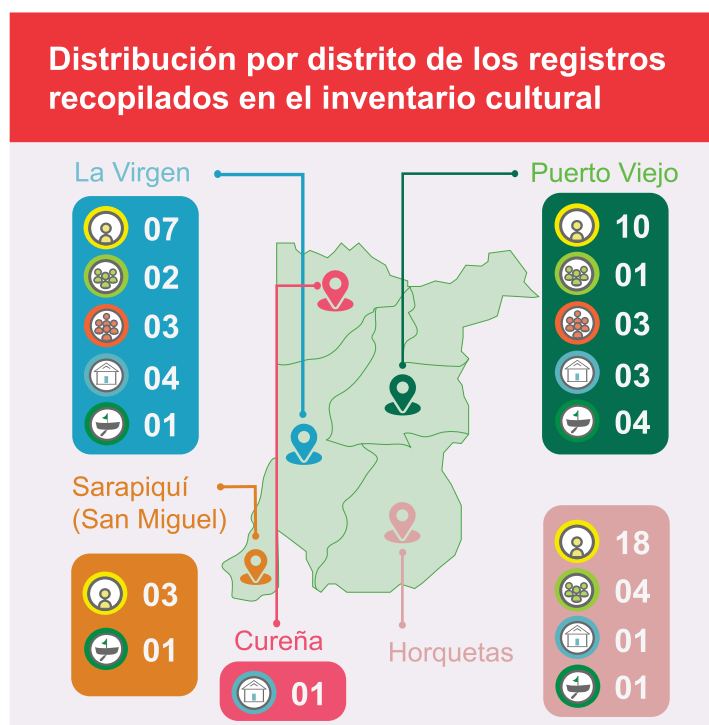 Distribución por distrito de los registros
recopilados en el inventario cultural
La Virgen
07
02
03
04
01
Puerto Viejo
10
01
03
03
04
Sarapiquí
(San Miguel)
03
01
Cureña
01
Horquetas
18
04
01
01